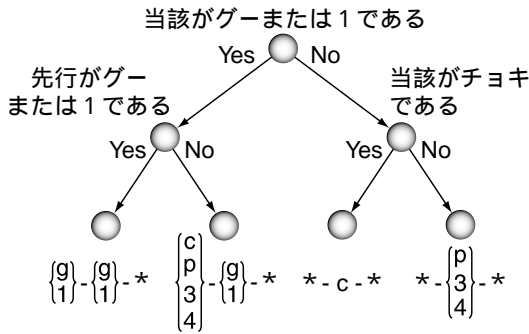 当該がグーまたは１である
Yes No
先行がグー
または１である
当該がチョキ
である
Yes No
Yes No
{g 1} - {g 1} - *
{c p 3 4} - {g 1} - *
* - c - *
* - {p 3 4} - *